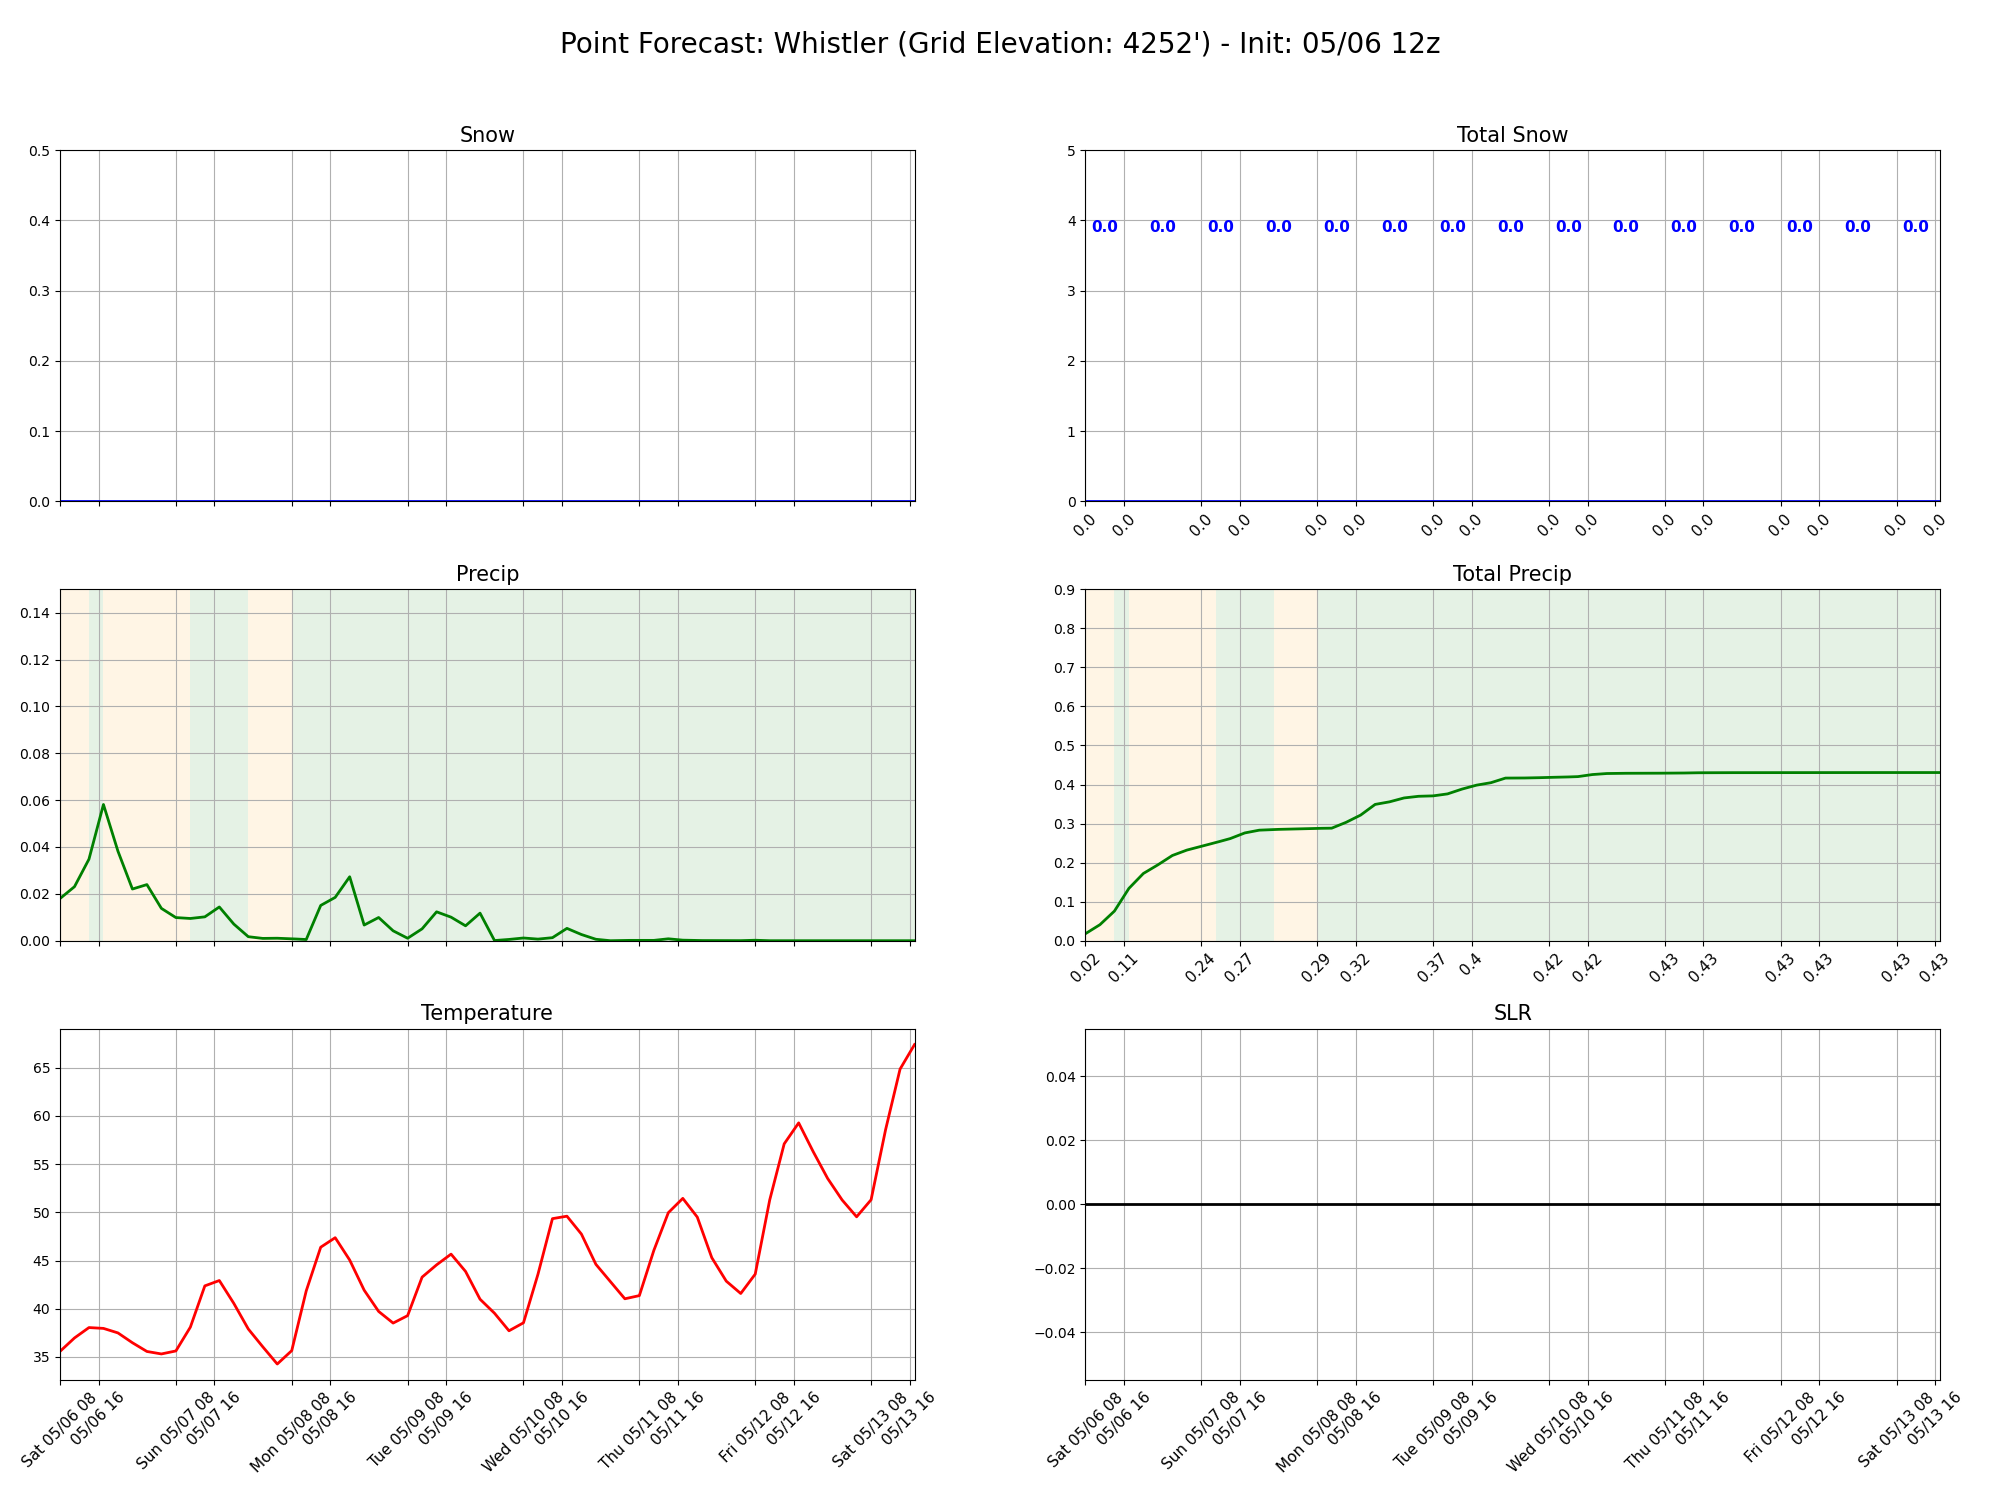 Point Forecast: Whistler (Grid Elevation: 4252') - Init: 05/06 12z
Snow
0.5
0.4
0.3
0.2
0.1
0.0
Total Snow
5
4
3
2
1
0
0.0 0.0 0.0 0.0 0.0 0.0 0.0 0.0 0.0 0.0 0.0 0.0 0.0 0.0 0.0
0.0 0.0 0.0 0.0 0.0 0.0 0.0 0.0 0.0 0.0 0.0 0.0 0.0 0.0 0.0 0.0
Precip
0.14
0.12
0.10
0.08
0.06
0.04
0.02
0.00
Total Precip
0.9
0.8
0.7
0.6
0.5
0.4
0.3
0.2
0.1
0.0
0.02 0.11 0.24 0.27 0.29 0.32 0.37 0.4 0.42 0.42 0.43 0.43 0.43 0.43 0.43 0.43
Temperature
65
60
55
50
45
40
35
Sat 05/06 08
05/06 16
Sun 05/07 08
05/07 16
Mon 05/08 08
05/08 16
Tue 05/09 08
05/09 16
Wed 05/10 08
05/10 16
Thu 05/11 08
05/11 16
Fri 05/12 08
05/12 16
Sat 05/13 08
05/13 16
SLR
0.04
0.02
0.00
−0.02
−0.04
Sat 05/06 08
05/06 16
Sun 05/07 08
05/07 16
Mon 05/08 08
05/08 16
Tue 05/09 08
05/09 16
Wed 05/10 08
05/10 16
Thu 05/11 08
05/11 16
Fri 05/12 08
05/12 16
Sat 05/13 08
05/13 16